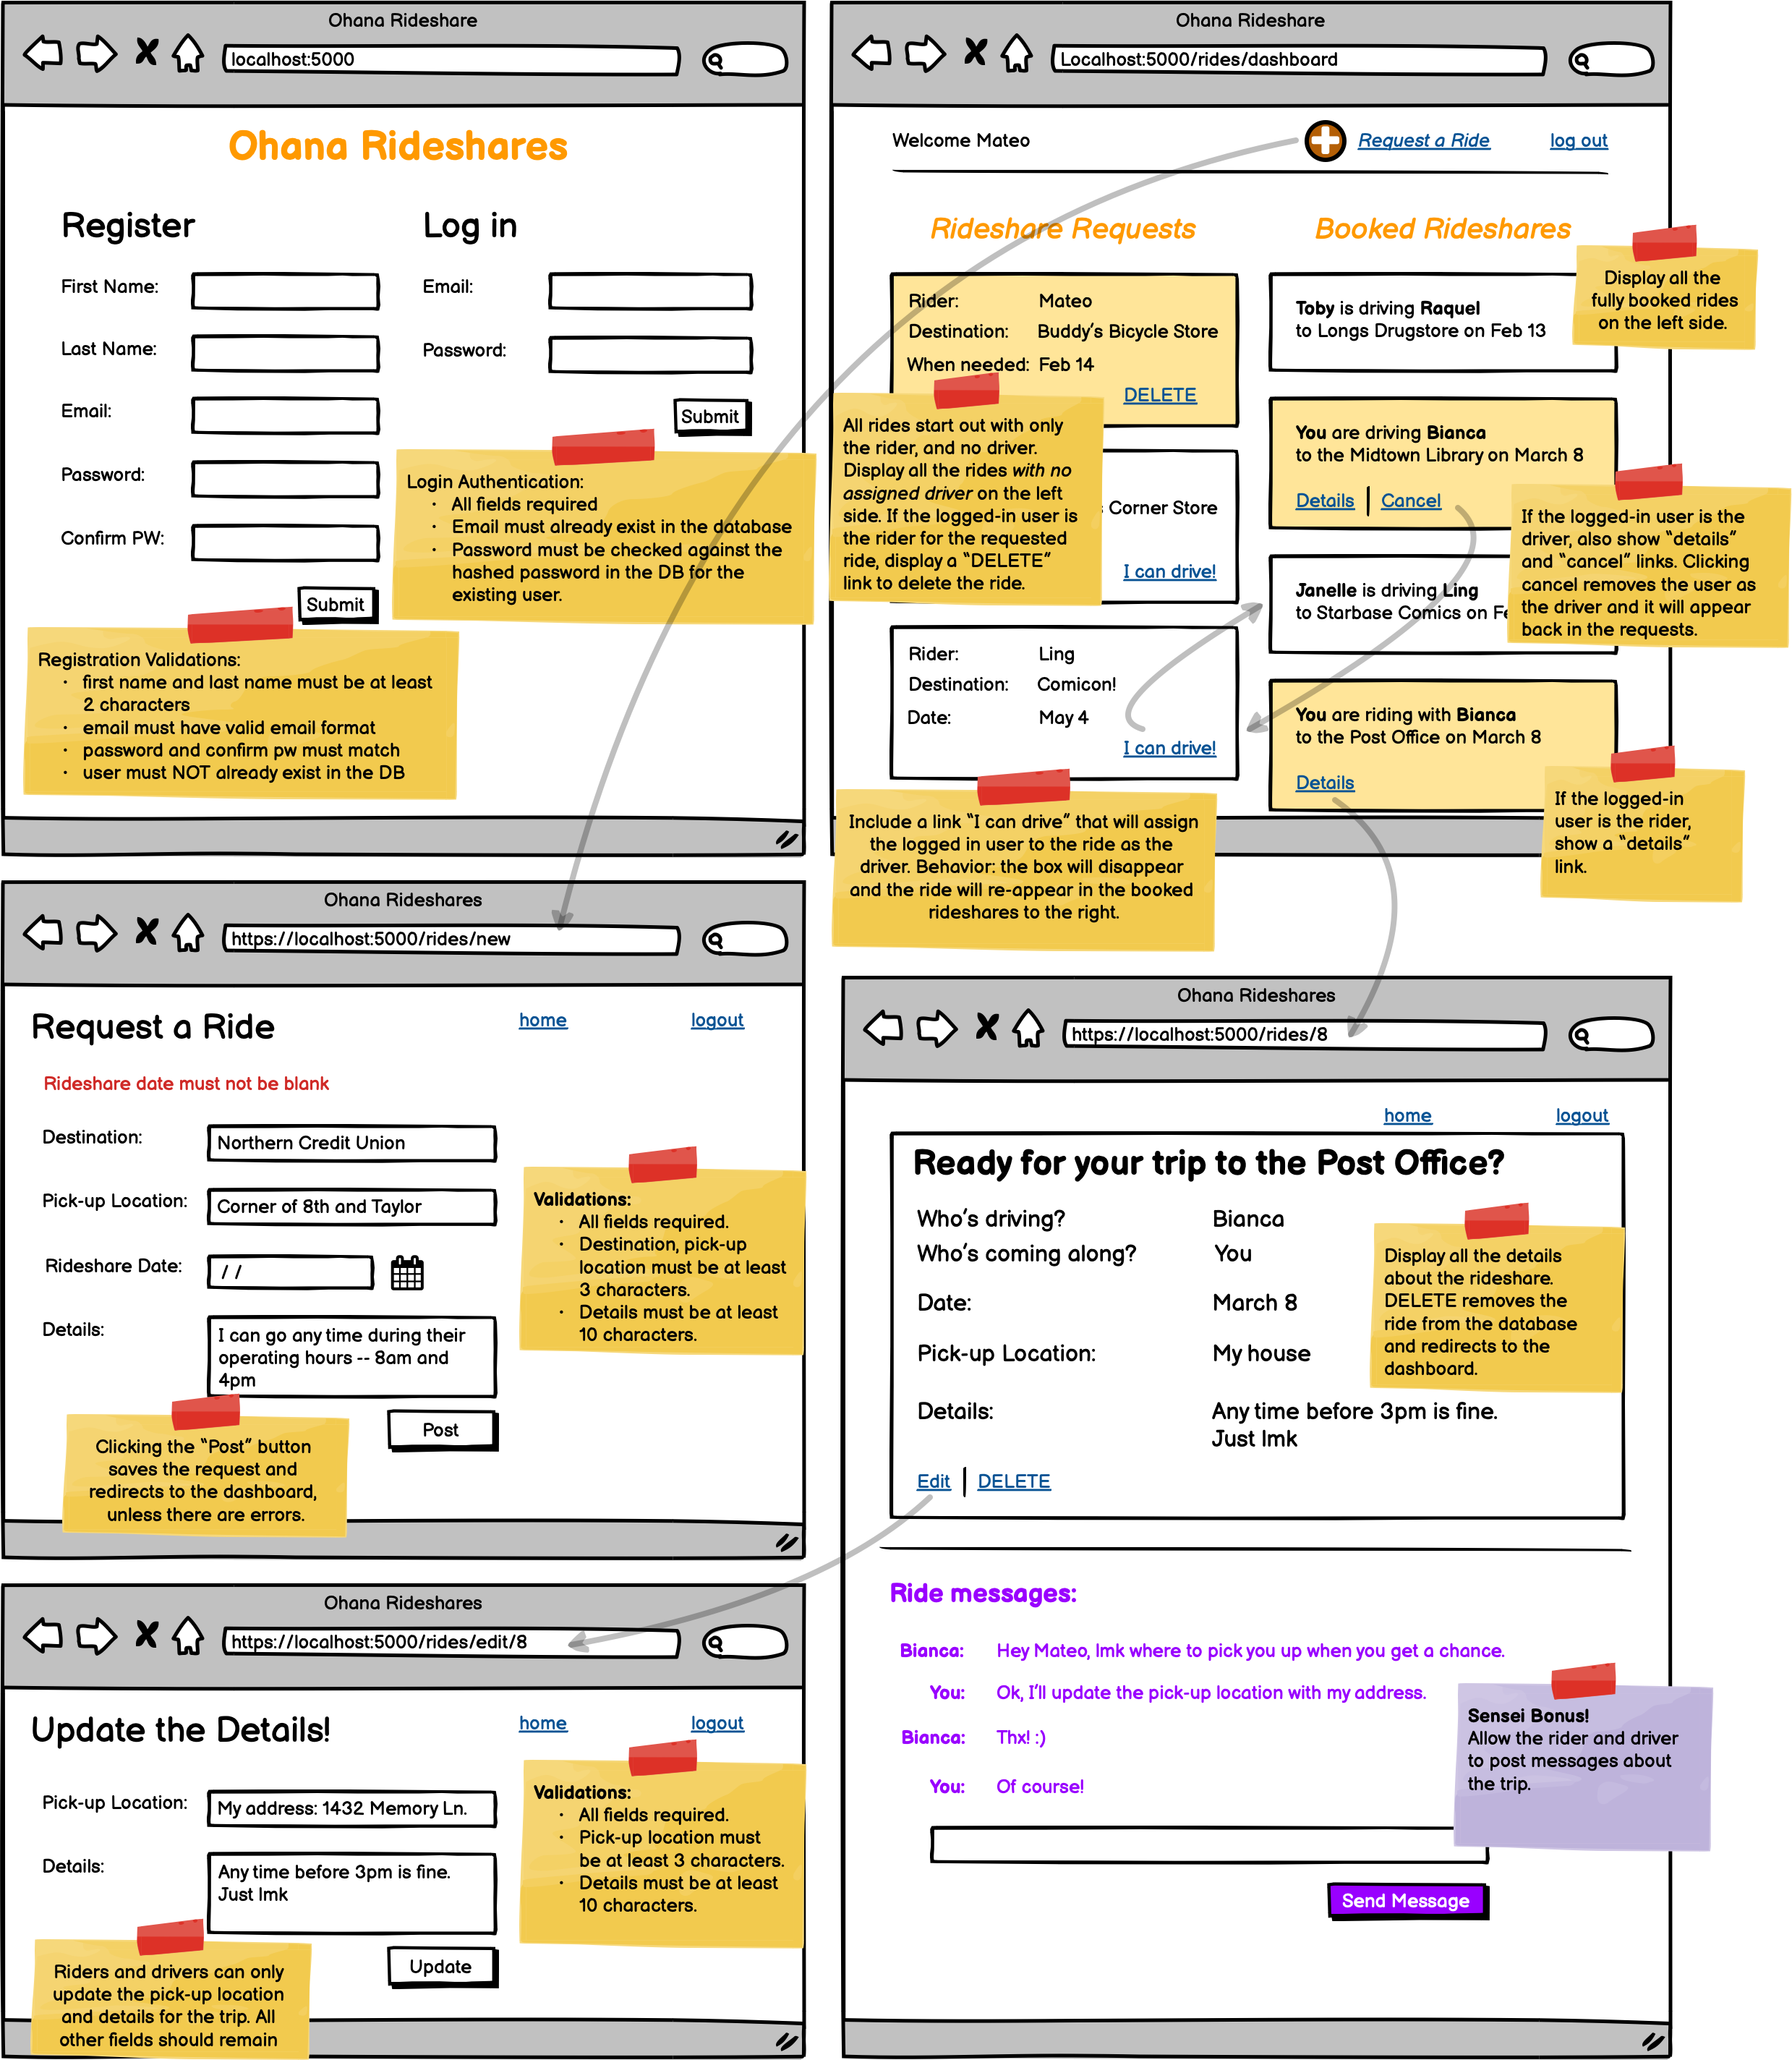 Ohana Rideshare
localhost:5000
Ohana Rideshares
Register
First Name:
Last Name:
Email:
Password:
Confirm PW:
Submit
Log in
Email:
Password:
Submit
Login Authentication:
· All fields required
· Email must already exist in the database
· Password must be checked against the
hashed password in the DB for the
existing user.
Registration Validations:
· first name and last name must be at least
2 characters
· email must have valid email format
· password and confirm pw must match
· user must NOT already exist in the DB
Ohana Rideshare
Localhost:5000/rides/dashboard
Welcome Mateo
Request a Ride
log out
Rideshare Requests
Rider: Mateo
Destination: Buddy's Bicycle Store
When needed: Feb 14
DELETE
All rides start out with only
the rider, and no driver.
Display all the rides with no
assigned driver on the left
side. If the logged-in user is
the rider for the requested
ride, display a "DELETE"
link to delete the ride.
Corner Store
I can drive!
Rider: Ling
Destination: Comicon!
Date: May 4
I can drive!
Include a link "I can drive" that will assign
the logged in user to the ride as the
driver. Behavior: the box will disappear
and the ride will re-appear in the booked
rideshares to the right.
Booked Rideshares
Display all the
fully booked rides
on the left side.
Toby is driving Raquel
to Longs Drugstore on Feb 13
You are driving Bianca
to the Midtown Library on March 8
Details | Cancel
If the logged-in user is the
driver, also show "details"
and "cancel" links. Clicking
cancel removes the user as
the driver and it will appear
back in the requests.
Janelle is driving Ling
to Starbase Comics on
You are riding with Bianca
to the Post Office on March 8
Details
If the logged-in
user is the rider,
show a "details"
link.
Ohana Rideshares
https://localhost:5000/rides/new
Request a Ride
home
logout
Rideshare date must not be blank
Destination: Northern Credit Union
Pick-up Location: Corner of 8th and Taylor
Rideshare Date: / /
Details: I can go any time during their
operating hours -- 8am and
4pm
Post
Validations:
· All fields required.
· Destination, pick-up
location must be at least
3 characters.
· Details must be at least
10 characters.
Clicking the "Post" button
saves the request and
redirects to the dashboard,
unless there are errors.
Ohana Rideshares
https://localhost:5000/rides/8
home
logout
Ready for your trip to the Post Office?
Who's driving? Bianca
Who's coming along? You
Date: March 8
Pick-up Location: My house
Details: Any time before 3pm is fine.
Just lmk
Edit | DELETE
Display all the details
about the rideshare.
DELETE removes the
ride from the database
and redirects to the
dashboard.
Ride messages:
Bianca: Hey Mateo, lmk where to pick you up when you get a chance.
You: Ok, I'll update the pick-up location with my address.
Bianca: Thx! :)
You: Of course!
Send Message
Sensei Bonus!
Allow the rider and driver
to post messages about
the trip.
Ohana Rideshares
https://localhost:5000/rides/edit/8
Update the Details!
home
logout
Pick-up Location: My address: 1432 Memory Ln.
Details: Any time before 3pm is fine.
Just lmk
Update
Validations:
· All fields required.
· Pick-up location must
be at least 3 characters.
· Details must be at least
10 characters.
Riders and drivers can only
update the pick-up location
and details for the trip. All
other fields should remain